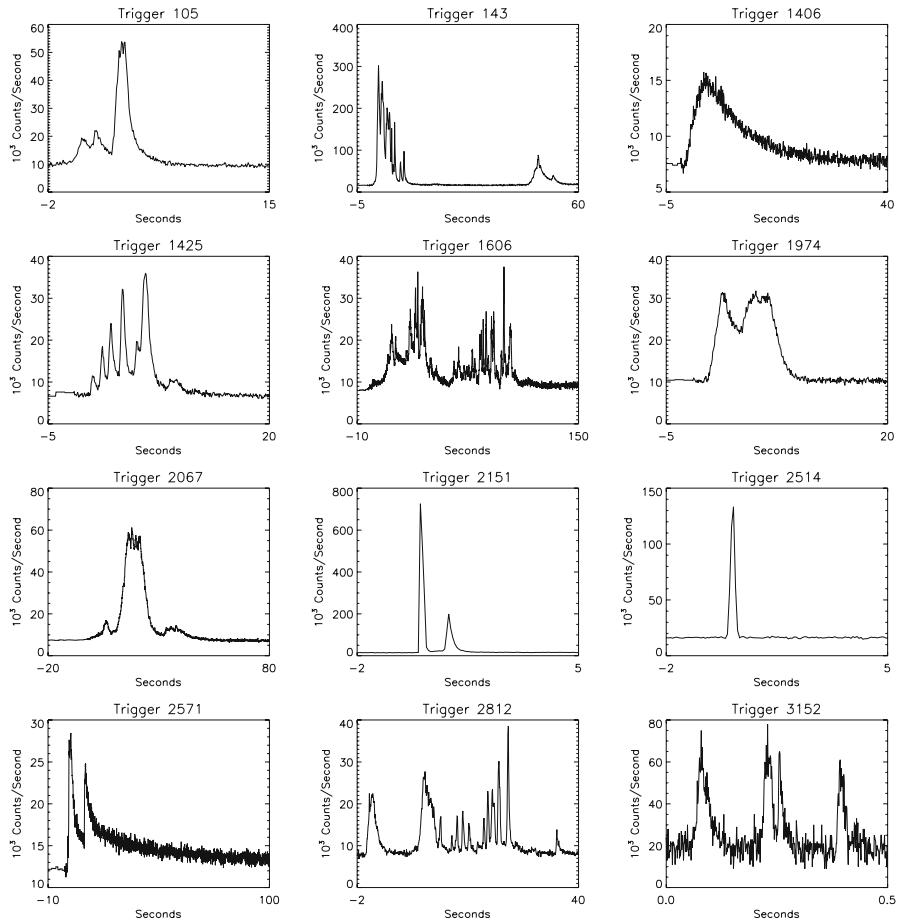 Trigger 105
10³ Counts/Second
60
50
40
30
20
10
0
-2
15
Seconds
Trigger 143
10³ Counts/Second
400
300
200
100
0
-5
60
Seconds
Trigger 1406
10³ Counts/Second
20
15
10
5
-5
40
Seconds
Trigger 1425
10³ Counts/Second
40
30
20
10
0
-5
20
Seconds
Trigger 1606
10³ Counts/Second
40
30
20
10
0
-10
150
Seconds
Trigger 1974
10³ Counts/Second
40
30
20
10
0
-5
20
Seconds
Trigger 2067
10³ Counts/Second
80
60
40
20
0
-20
80
Seconds
Trigger 2151
10³ Counts/Second
800
600
400
200
0
-2
5
Seconds
Trigger 2514
10³ Counts/Second
150
100
50
0
-2
5
Seconds
Trigger 2571
10³ Counts/Second
30
25
20
15
10
-10
100
Seconds
Trigger 2812
10³ Counts/Second
40
30
20
10
0
-2
40
Seconds
Trigger 3152
10³ Counts/Second
80
60
40
20
0
0.0
0.5
Seconds